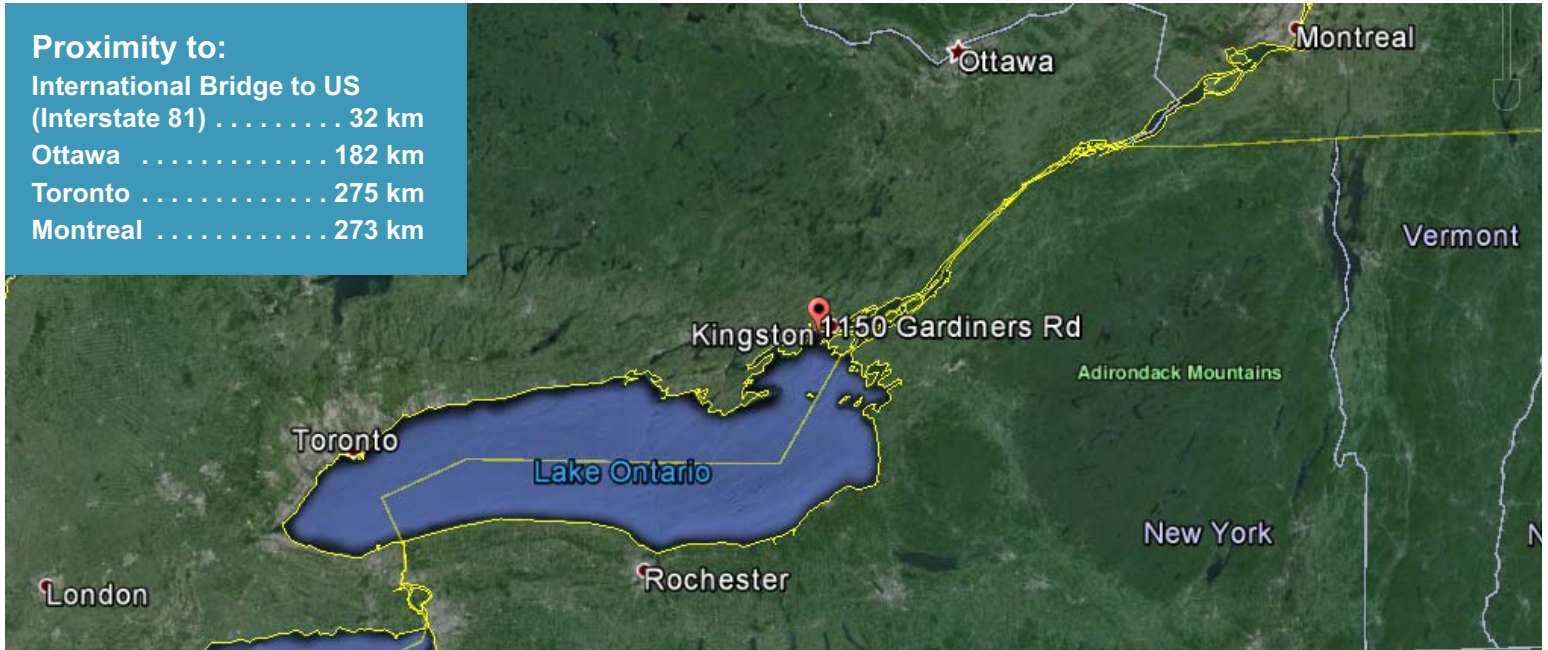 Proximity to:
International Bridge to US
(Interstate 81) . . . . . . . . . 32 km
Ottawa . . . . . . . . . . . . . 182 km
Toronto . . . . . . . . . . . . . 275 km
Montreal . . . . . . . . . . . . 273 km
Montreal
Ottawa
Vermont
Kingston
1150 Gardiners Rd
Adirondack Mountains
Toronto
Lake Ontario
New York
N
Rochester
London